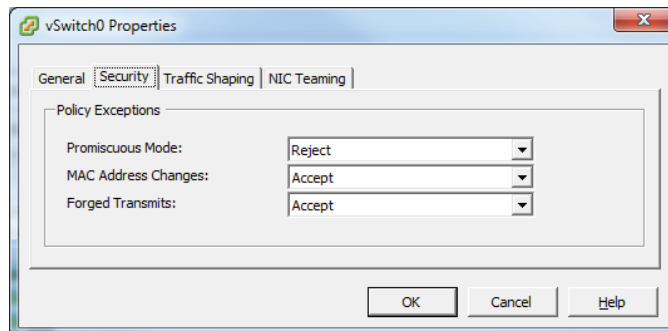 vSwitch0 Properties
General Security Traffic Shaping NIC Teaming
Policy Exceptions
Promiscuous Mode: Reject
MAC Address Changes: Accept
Forged Transmits: Accept
OK Cancel Help